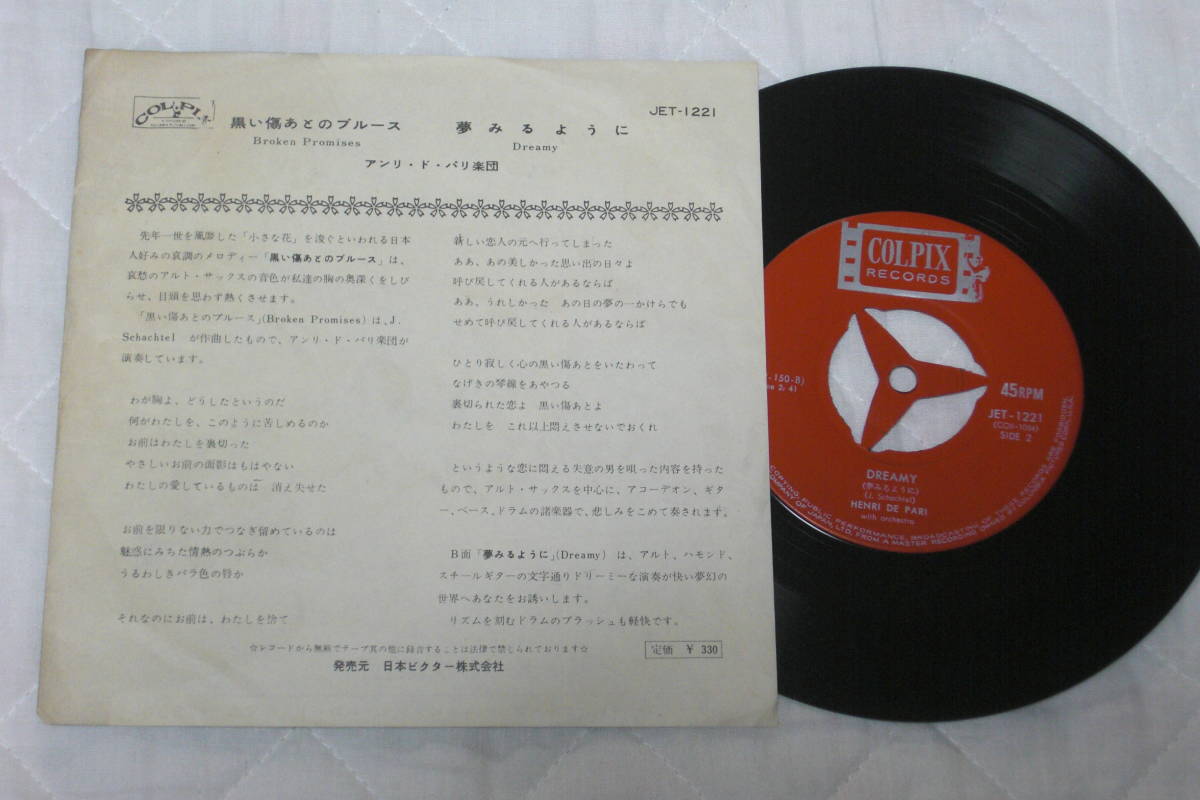 COLPIX
JET-1221
黒い傷あとのブルース 夢みるように
Broken Promises Dreamy
アンリ・ド・パリ楽団
先年一世を風靡した「小さな花」を凌ぐといわれる日本
人好みの哀調のメロディー「黒い傷あとのブルース」は、
哀愁のアルト・サックスの音色が私達の胸の奥深くをしび
らせ、目頭を思わず熱くさせます。
「黒い傷あとのブルース」(Broken Promises)は、J.
Schachtel が作曲したもので、アンリ・ド・パリ楽団が
演奏しています。
わが胸よ、どうしたというのだ
何がわたしを、このように苦しめるのか
お前はわたしを裏切った
やさしいお前の面影はもはやない
わたしの愛しているものは 消え失せた
お前を限りない力でつなぎ留めているのは
魅惑にみちた情熱のつぶらか
うるわしきバラ色の唇か
それなのにお前は、わたしを捨て
新しい恋人の元へ行ってしまった
ああ、あの美しかった思い出の日々よ
呼び戻してくれる人があるならば
ああ、うれしかった あの日の夢の一かけらでも
せめて呼び戻してくれる人があるならば
ひとり寂しく心の黒い傷あとをいたわって
なげきの琴線をあやつる
裏切られた恋よ 黒い傷あとよ
わたしを これ以上悶えさせないでおくれ
というような恋に悶える失意の男を唄った内容を持った
もので、アルト・サックスを中心に、アコーデオン、ギタ
ー、ベース、ドラムの諸楽器で、悲しみをこめて奏されます。
B面「夢みるように」(Dreamy) は、アルト、ハモンド、
スチールギターの文字通りドリーミーな演奏が快い夢幻の
世界へあなたをお誘いします。
リズムを刻むドラムのブラッシュも軽快です。
☆レコードから無断でテープ其の他に録音することは法律で禁じられております☆
定価 ¥ 330
発売元 日本ビクター株式会社
COLPIX
RECORDS
-150-B)
2:41
45RPM
JET-1221
SIDE 2
DREAMY
(夢みるように)
(J. Schachtel)
HENRI DE PARI
with orchestra
COPYING, PUBLIC PERFORMANCE, BROADCASTING OF THIS RECORD ARE FORBIDDEN.
COMPANY OF JAPAN, LTD. FROM A MASTER RECORDING OWNED BY COLUMBIA PICTURES CORP., U.S.A.